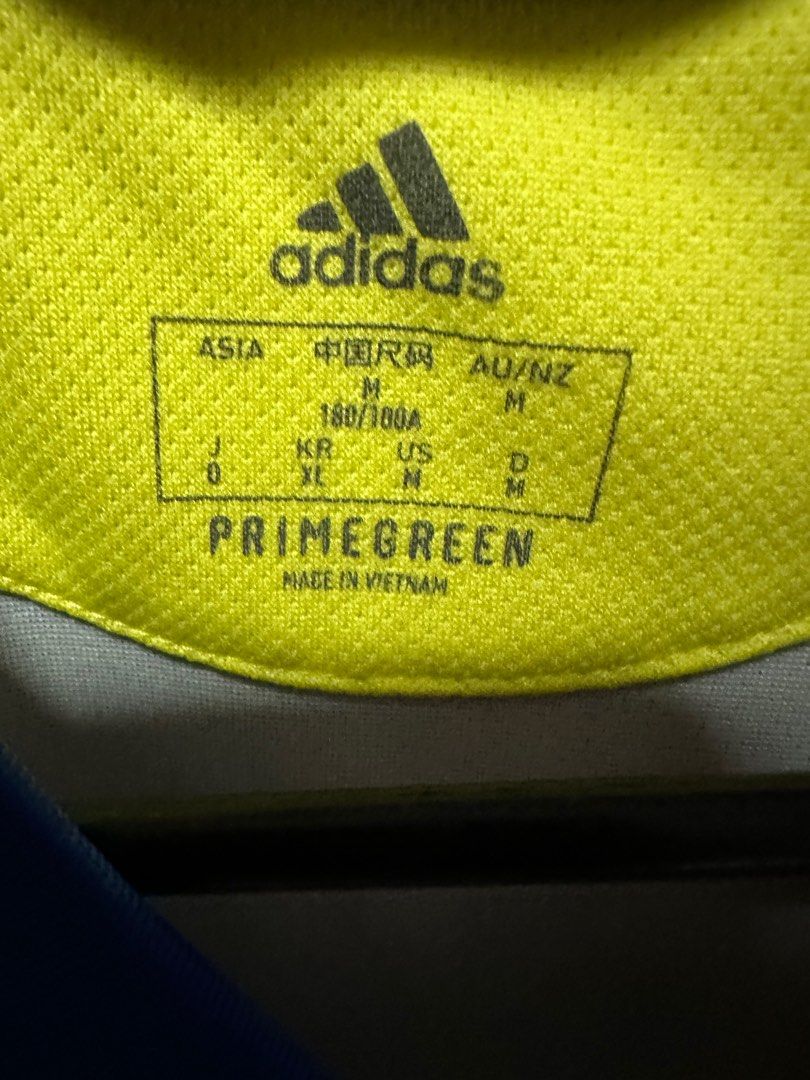 adidas
ASIA 中国尺码 AU/NZ
M M
180/100A
J KR US D
O XL M M
PRIMEGREEN
MADE IN VIETNAM